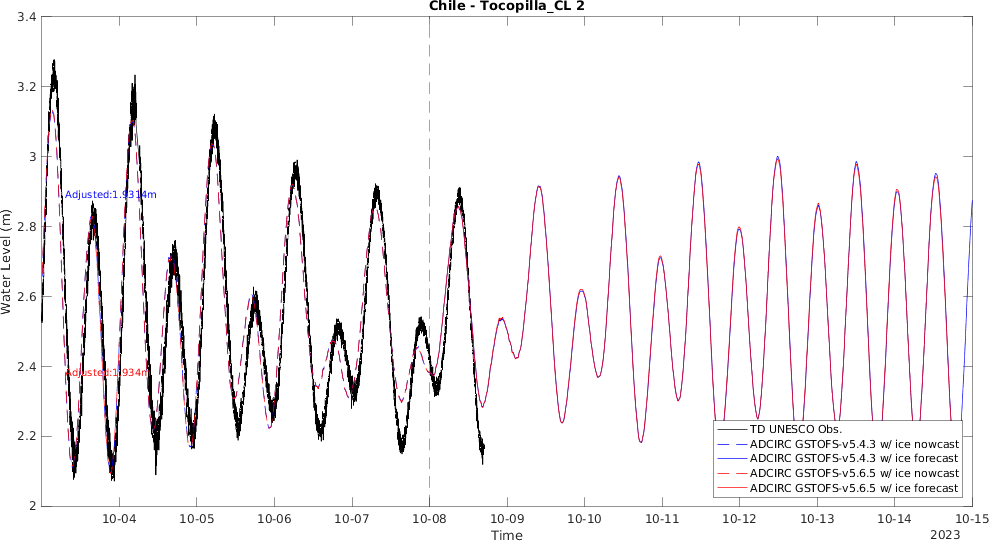 Chile - Tocopilla_CL 2
3.4
3.2
3
2.8
2.6
2.4
2.2
2
Water Level (m)
Adjusted:1.9314m
Adjusted:1.934m
TD UNESCO Obs.
ADCIRC GSTOFS-v5.4.3 w/ ice nowcast
ADCIRC GSTOFS-v5.4.3 w/ ice forecast
ADCIRC GSTOFS-v5.6.5 w/ ice nowcast
ADCIRC GSTOFS-v5.6.5 w/ ice forecast
10-04 10-05 10-06 10-07 10-08 10-09 10-10 10-11 10-12 10-13 10-14 10-15
Time
2023